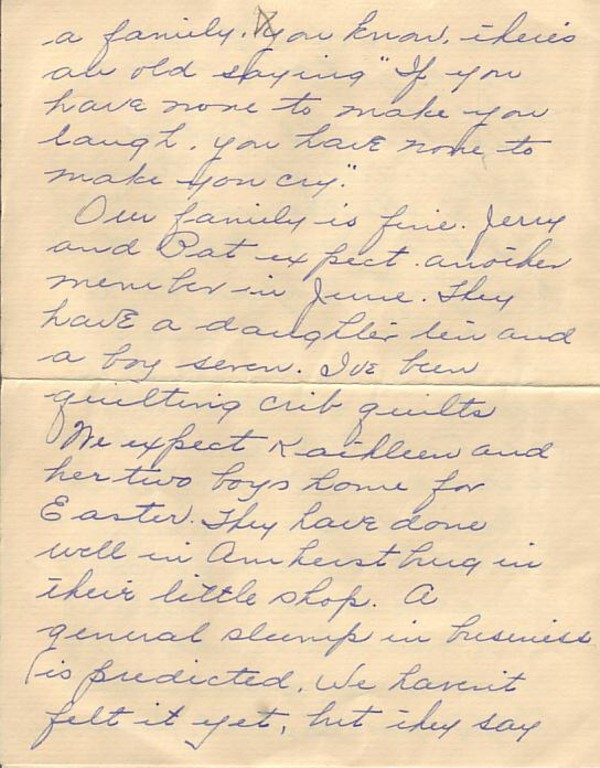 a family. You know, there's
an old saying "If you
have none to make you
laugh, you have none to
make you cry."
Our family is fine. Jerry
and Pat expect another
member in June. They
have a daughter ten and
a boy seven. I've been
quilting crib quilts
We expect Kaithleen and
her two boys home for
Easter. They have done
well in Amherstburg in
their little shop. A
general slump in business
is predicted. We haven't
felt it yet, but they say